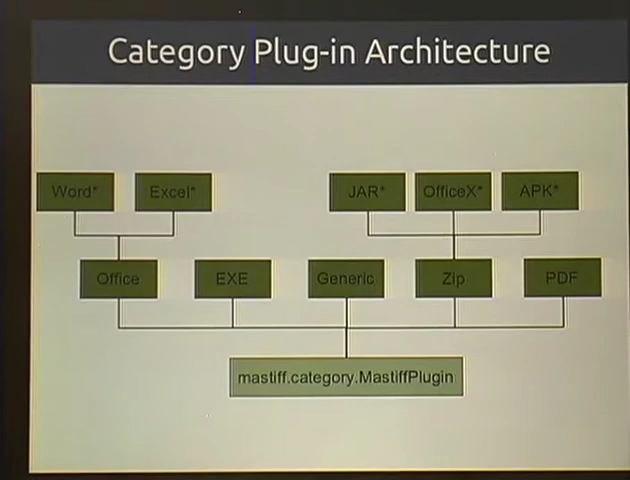 Category Plug-in Architecture
Word*
Excel*
JAR*
OfficeX*
APK*
Office
EXE
Generic
Zip
PDF
mastiff.category.MastiffPlugin